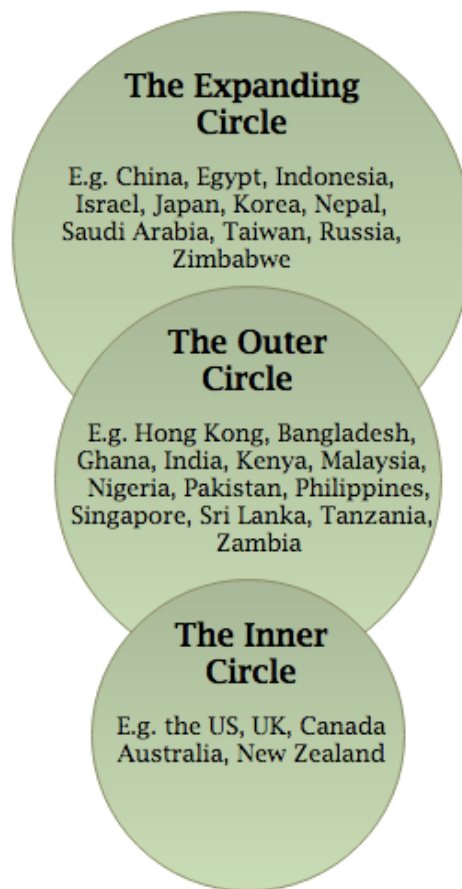 The Expanding
Circle
E.g. China, Egypt, Indonesia,
Israel, Japan, Korea, Nepal,
Saudi Arabia, Taiwan, Russia,
Zimbabwe
The Outer
Circle
E.g. Hong Kong, Bangladesh,
Ghana, India, Kenya, Malaysia,
Nigeria, Pakistan, Philippines,
Singapore, Sri Lanka, Tanzania,
Zambia
The Inner
Circle
E.g. the US, UK, Canada
Australia, New Zealand